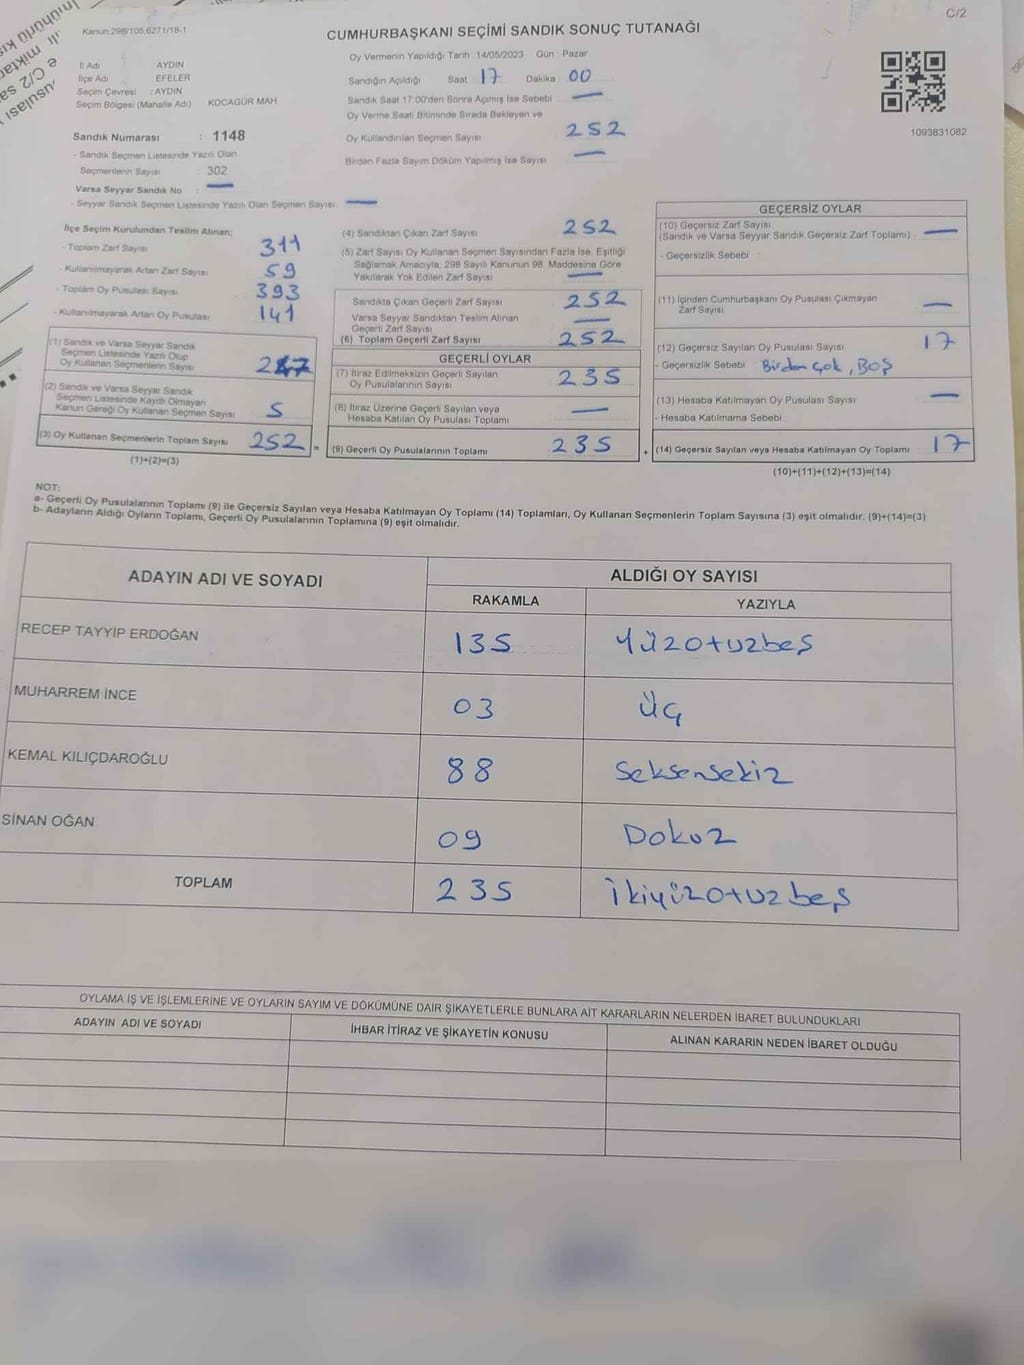 C/2
Kanun:298/105,6271/18-1
CUMHURBAŞKANI SEÇİMİ SANDIK SONUÇ TUTANAĞI
İl Adı AYDIN
İlçe Adı EFELER
Seçim Çevresi : AYDIN
Seçim Bölgesi (Mahalle Adı) KOCAGÜR MAH
Sandık Numarası : 1148
- Sandık Seçmen Listesinde Yazılı Olan
Seçmenlerin Sayısı : 302
Varsa Seyyar Sandık No : —
- Seyyar Sandık Seçmen Listesinde Yazılı Olan Seçmen Sayısı: —
Oy Vermenin Yapıldığı Tarih : 14/05/2023 Gün : Pazar
Sandığın Açıldığı Saat 17 Dakika 00
Sandık Saat 17:00'den Sonra Açımış İse Sebebi —
Oy Verme Saati Bitiminde Sırada Bekleyen ve
Oy Kullandırılan Seçmen Sayısı 252
Birden Fazla Sayım Döküm Yapılmış İse Sayısı —
1093831082
İlçe Seçim Kurulundan Teslim Alınan;
- Toplam Zarf Sayısı 311
- Kullanılmayarak Artan Zarf Sayısı 59
- Toplam Oy Pusulası Sayısı 393
- Kullanılmayarak Artan Oy Pusulası 141
(1) Sandık ve Varsa Seyyar Sandık
Seçmen Listesinde Yazılı Olup
Oy Kullanan Seçmenlerin Sayısı 247
(2) Sandık ve Varsa Seyyar Sandık
Seçmen Listesinde Kayıtlı Olmayan
Kanun Gereği Oy Kullanan Seçmen Sayısı 5
(3) Oy Kullanan Seçmenlerin Toplam Sayısı 252 =
(1)+(2)=(3)
(4) Sandıktan Çıkan Zarf Sayısı 252
(5) Zarf Sayısı Oy Kullanan Seçmen Sayısından Fazla İse, Eşitliği
Sağlamak Amacıyla; 298 Sayılı Kanunun 98. Maddesine Göre
Yakılarak Yok Edilen Zarf Sayısı —
Sandıkta Çıkan Geçerli Zarf Sayısı 252
Varsa Seyyar Sandıktan Teslim Alınan
Geçerli Zarf Sayısı —
(6) Toplam Geçerli Zarf Sayısı 252
GEÇERLİ OYLAR
(7) İtiraz Edilmeksizin Geçerli Sayılan
Oy Pusulalarının Sayısı 235
(8) İtiraz Üzerine Geçerli Sayılan veya
Hesaba Katılan Oy Pusulası Toplamı —
(9) Geçerli Oy Pusulalarının Toplamı 235 +
GEÇERSİZ OYLAR
(10) Geçersiz Zarf Sayısı
(Sandık ve Varsa Seyyar Sandık Geçersiz Zarf Toplamı) —
- Geçersizlik Sebebi :
(11) İçinden Cumhurbaşkanı Oy Pusulası Çıkmayan
Zarf Sayısı —
(12) Geçersiz Sayılan Oy Pusulası Sayısı 17
- Geçersizlik Sebebi : Birden çok, BOŞ
(13) Hesaba Katılmayan Oy Pusulası Sayısı —
- Hesaba Katılmama Sebebi :
(14) Geçersiz Sayılan veya Hesaba Katılmayan Oy Toplamı 17
(10)+(11)+(12)+(13)=(14)
NOT:
a- Geçerli Oy Pusulalarının Toplamı (9) ile Geçersiz Sayılan veya Hesaba Katılmayan Oy Toplamı (14) Toplamları, Oy Kullanan Seçmenlerin Toplam Sayısına (3) eşit olmalıdır. (9)+(14)=(3)
b- Adayların Aldığı Oyların Toplamı, Geçerli Oy Pusulalarının Toplamına (9) eşit olmalıdır.
ADAYIN ADI VE SOYADI ALDIĞI OY SAYISI
RAKAMLA YAZIYLA
RECEP TAYYİP ERDOĞAN 135 Yüzotuzbeş
MUHARREM İNCE 03 Üç
KEMAL KILIÇDAROĞLU 88 Seksensekiz
SİNAN OĞAN 09 Dokuz
TOPLAM 235 İkiyüzotuzbeş
OYLAMA İŞ VE İŞLEMLERİNE VE OYLARIN SAYIM VE DÖKÜMÜNE DAİR ŞİKAYETLERLE BUNLARA AİT KARARLARIN NELERDEN İBARET BULUNDUKLARI
ADAYIN ADI VE SOYADI İHBAR İTİRAZ VE ŞİKAYETİN KONUSU ALINAN KARARIN NEDEN İBARET OLDUĞU